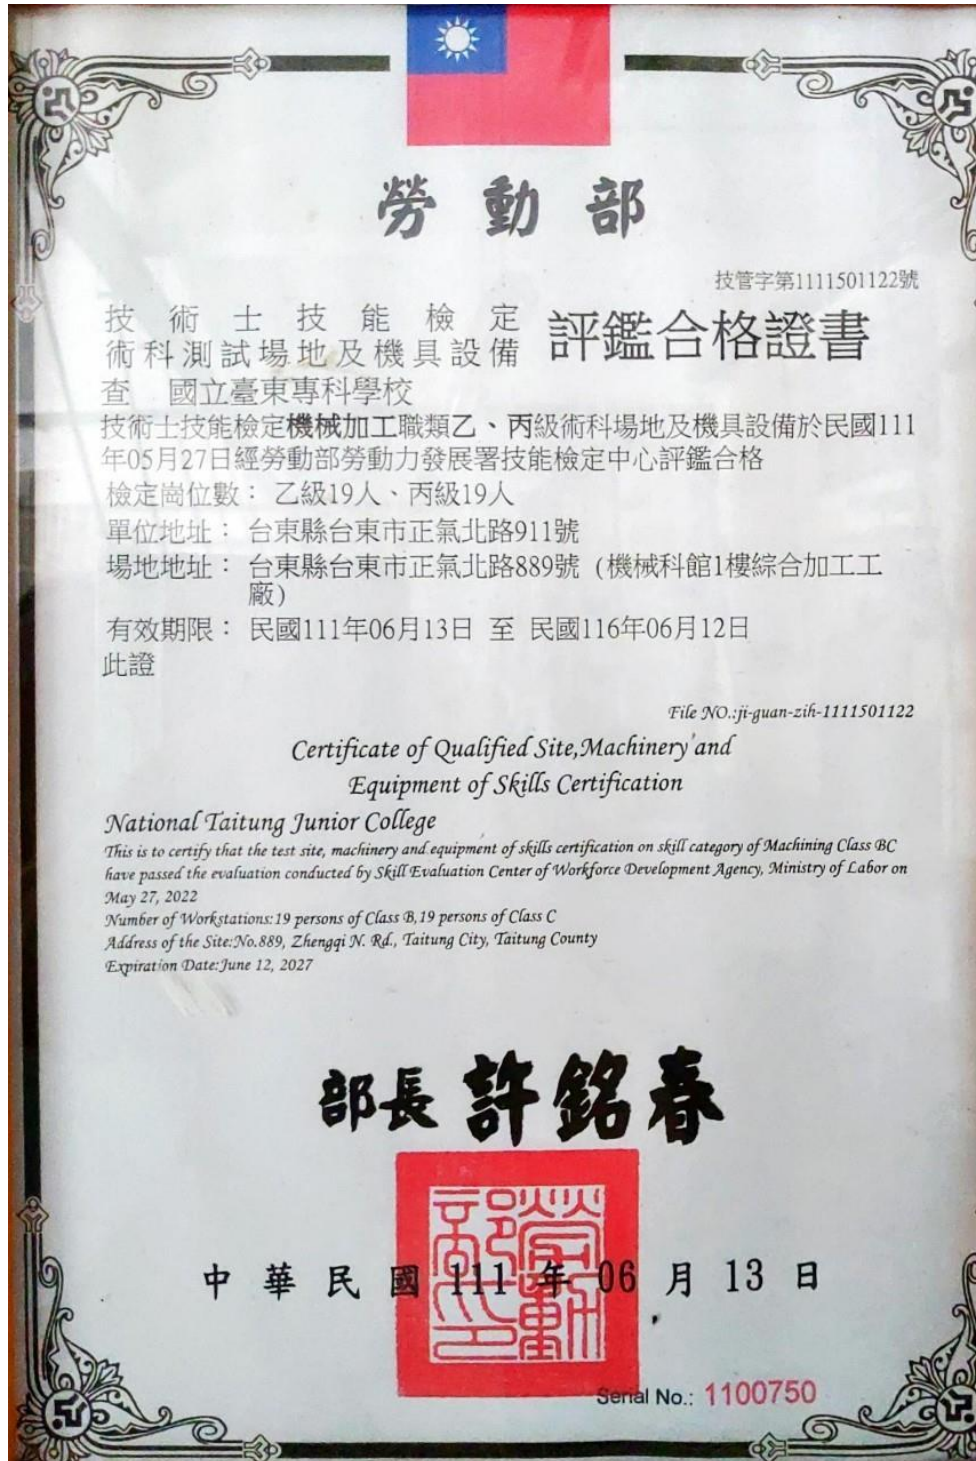 勞動部
技管字第1111501122號
技術士技能檢定
術科測試場地及機具設備
評鑑合格證書
查　國立臺東專科學校
技術士技能檢定機械加工職類乙、丙級術科場地及機具設備於民國111
年05月27日經勞動部勞動力發展署技能檢定中心評鑑合格
檢定崗位數：乙級19人、丙級19人
單位地址：台東縣台東市正氣北路911號
場地地址：台東縣台東市正氣北路889號（機械科館1樓綜合加工工
廠）
有效期限：民國111年06月13日 至 民國116年06月12日
此證
File NO.:ji-guan-zih-1111501122
Certificate of Qualified Site,Machinery and
Equipment of Skills Certification
National Taitung Junior College
This is to certify that the test site, machinery and equipment of skills certification on skill category of Machining Class BC
have passed the evaluation conducted by Skill Evaluation Center of Workforce Development Agency, Ministry of Labor on
May 27, 2022
Number of Workstations:19 persons of Class B,19 persons of Class C
Address of the Site:No.889, Zhengqi N. Rd., Taitung City, Taitung County
Expiration Date:June 12, 2027
部長 許銘春
勞動部印
中華民國 111 年 06 月 13 日
Serial No.: 1100750